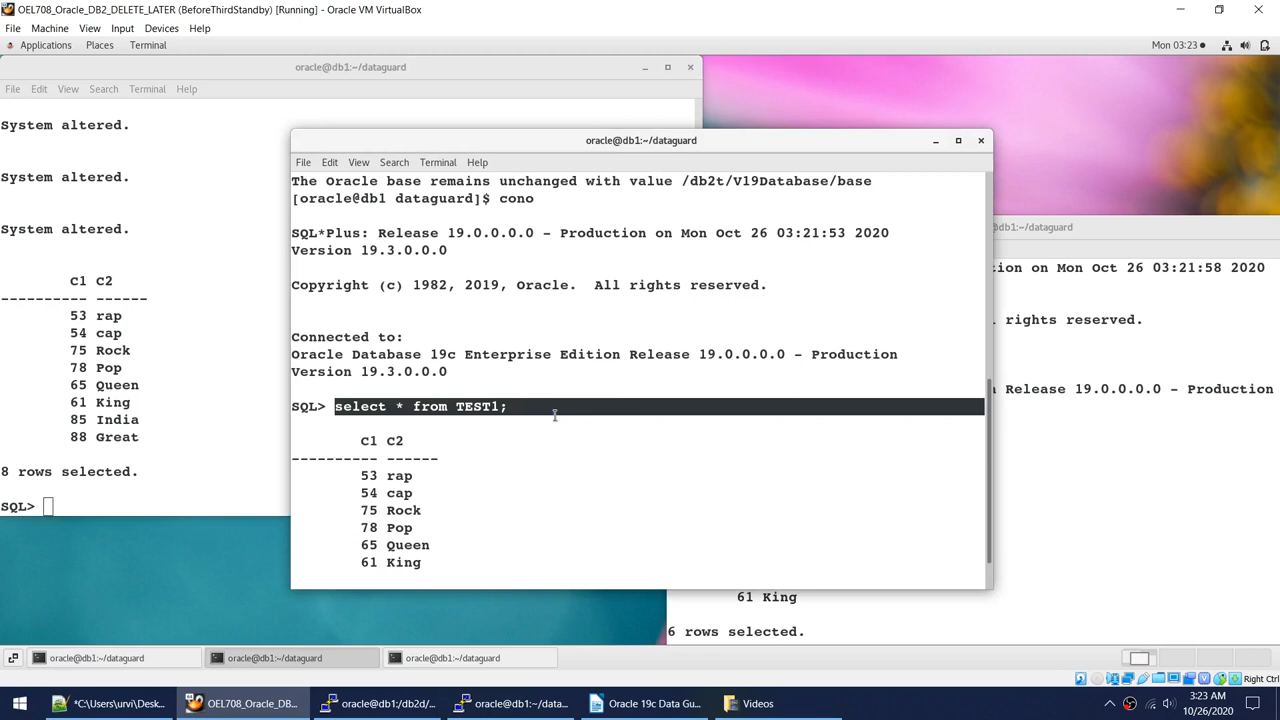 OEL708_Oracle_DB2_DELETE_LATER (BeforeThirdStandby) [Running] - Oracle VM VirtualBox
File Machine View Input Devices Help
Applications Places Terminal Mon 03:23
oracle@db1:~/dataguard
File Edit View Search Terminal Help
System altered.
System altered.
System altered.
C1 C2
---------- ------
53 rap
54 cap
75 Rock
78 Pop
65 Queen
61 King
85 India
88 Great
8 rows selected.
SQL>
oracle@db1:~/dataguard
File Edit View Search Terminal Help
The Oracle base remains unchanged with value /db2t/V19Database/base
[oracle@db1 dataguard]$ cono
SQL*Plus: Release 19.0.0.0.0 - Production on Mon Oct 26 03:21:53 2020
Version 19.3.0.0.0
Copyright (c) 1982, 2019, Oracle.  All rights reserved.
Connected to:
Oracle Database 19c Enterprise Edition Release 19.0.0.0.0 - Production
Version 19.3.0.0.0
SQL> select * from TEST1;
C1 C2
---------- ------
53 rap
54 cap
75 Rock
78 Pop
65 Queen
61 King
@db1:~/dataguard
ion on Mon Oct 26 03:21:58 2020
rights reserved.
n Release 19.0.0.0.0 - Production
61 King
6 rows selected.
oracle@db1:~/dataguard
oracle@db1:~/dataguard
oracle@db1:~/dataguard
Right Ctrl
*C:\Users\urvi\Desk...
OEL708_Oracle_DB...
oracle@db1:/db2d/...
oracle@db1:~/data...
Oracle 19c Data Gu...
Videos
3:23 AM
10/26/2020